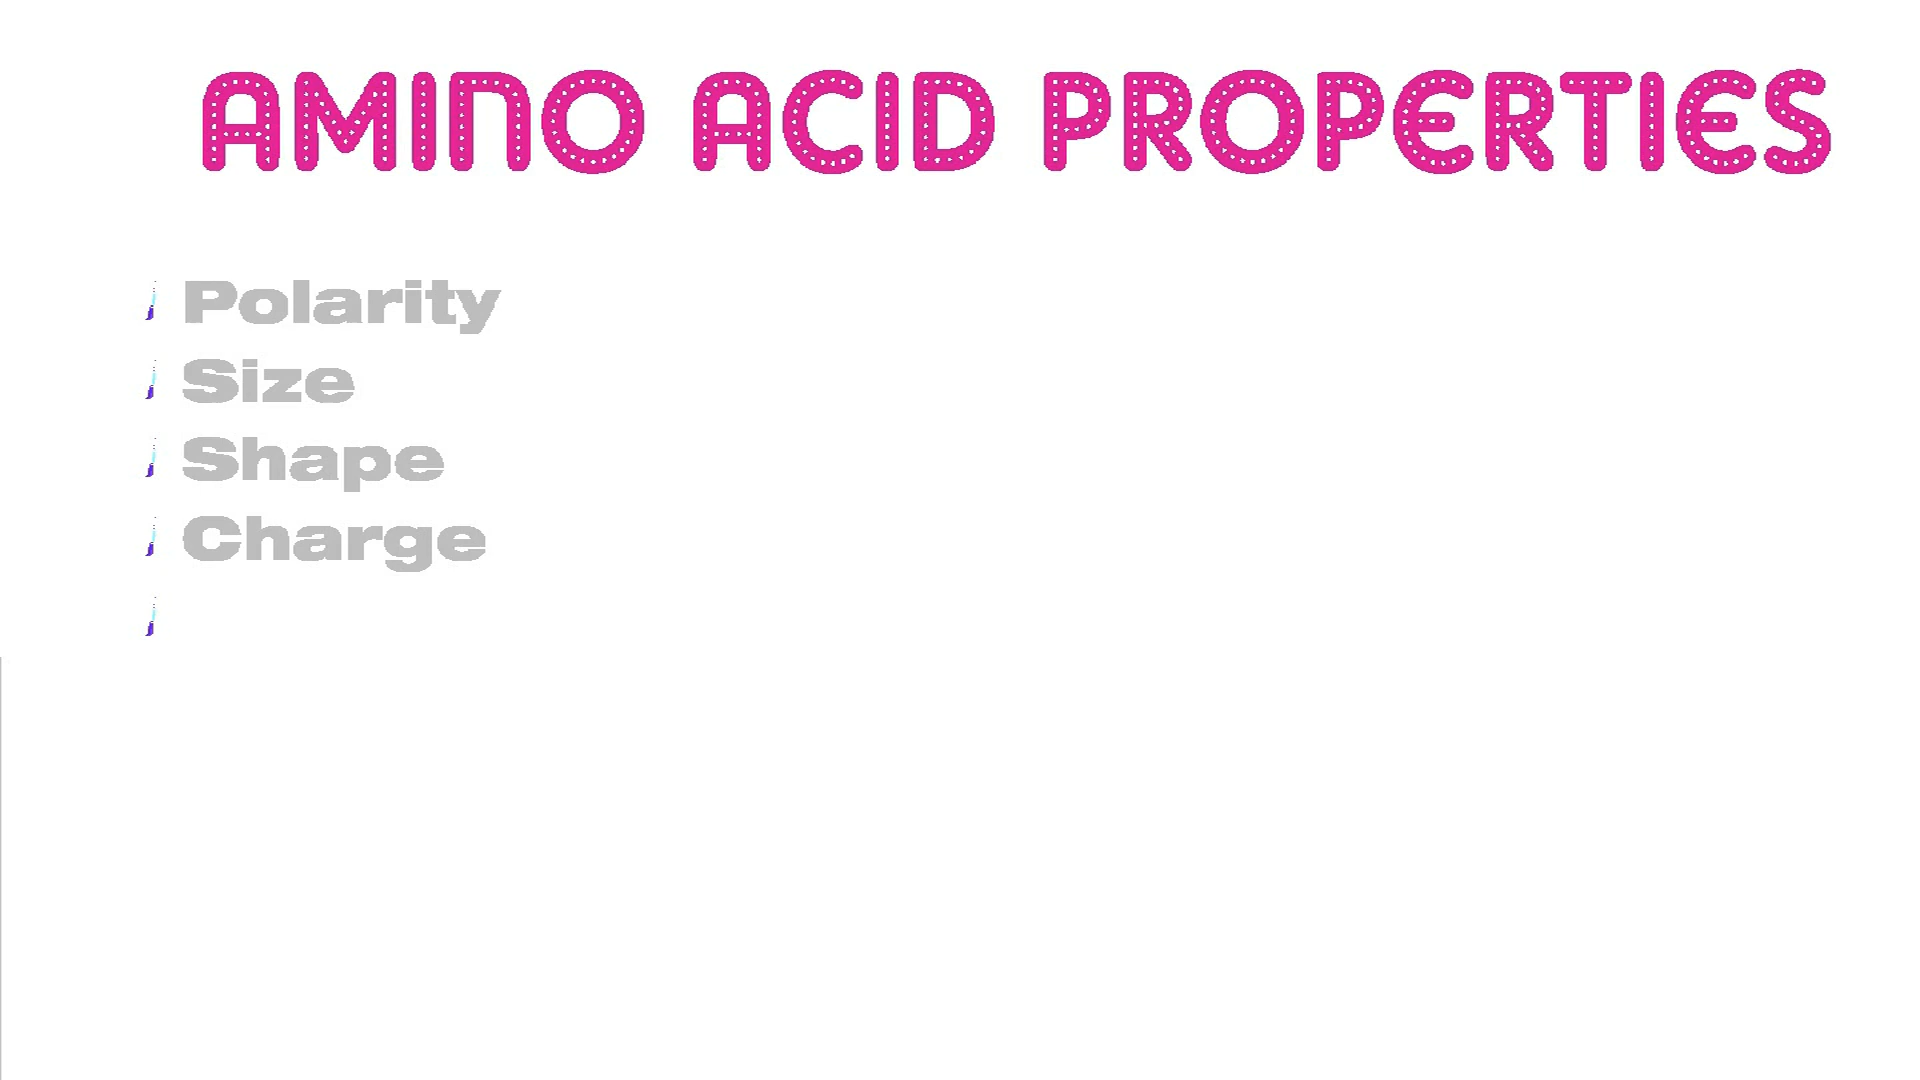 AMINO ACID PROPERTIES
Polarity
Size
Shape
Charge